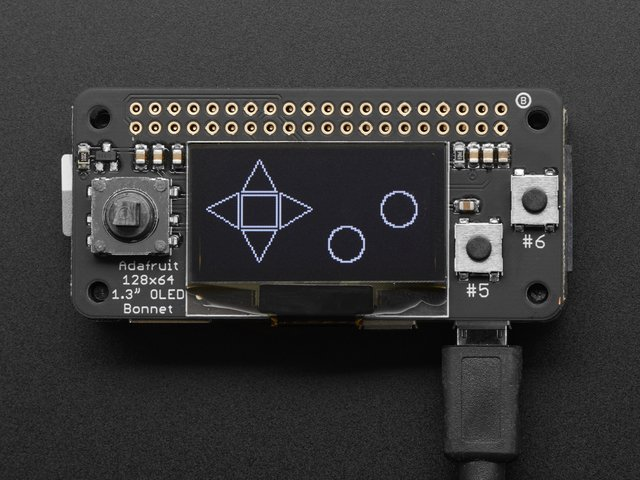 B
#6
#5
Adafruit
128x64
1.3" OLED
Bonnet